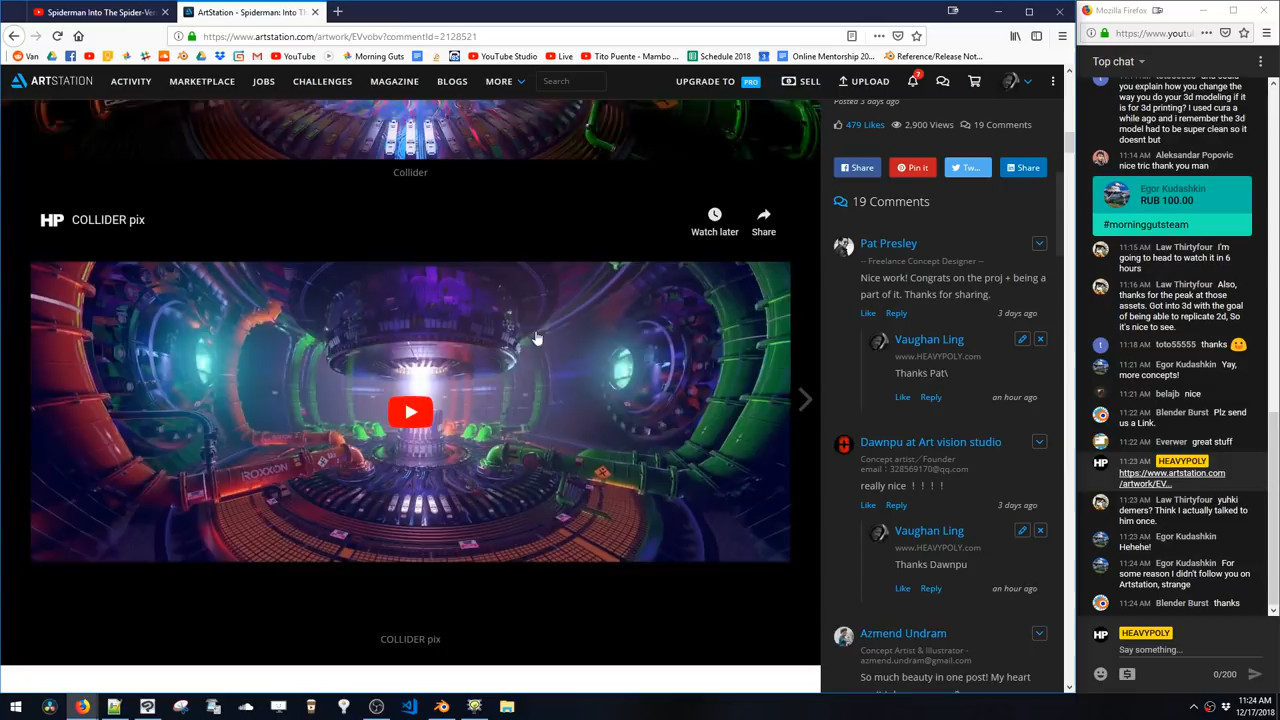 Spiderman Into The Spider-Ver
ArtStation - Spiderman: Into Th
Mozilla Firefox
https://www.artstation.com/artwork/EVvobv?commentId=2128521
https://www.youtu
Van
YouTube
Morning Guts
YouTube Studio
Live
Tito Puente - Mambo ...
Schedule 2018
Online Mentorship 20...
Reference/Release Not...
Top chat
ARTSTATION
ACTIVITY
MARKETPLACE
JOBS
CHALLENGES
MAGAZINE
BLOGS
MORE
Search
UPGRADE TO PRO
SELL
UPLOAD
7
Posted 3 days ago
479 Likes
2,900 Views
19 Comments
Collider
Share
Pin it
Tw...
Share
HP COLLIDER pix
Watch later
Share
19 Comments
Pat Presley
-- Freelance Concept Designer --
Nice work! Congrats on the proj + being a
part of it. Thanks for sharing.
Like Reply 3 days ago
Vaughan Ling
www.HEAVYPOLY.com
Thanks Pat\
Like Reply an hour ago
Dawnpu at Art vision studio
Concept artist／Founder
email：328569170@qq.com
really nice ！！！！
Like Reply 3 days ago
Vaughan Ling
www.HEAVYPOLY.com
Thanks Dawnpu
Like Reply an hour ago
Azmend Undram
Concept Artist & Illustrator -
azmend.undram@gmail.com
So much beauty in one post! My heart
ROXXON
COLLIDER pix
you explain how you change the
way you do your 3d modeling if it
is for 3d printing? I used cura a
while ago and i remember the 3d
model had to be super clean so it
doesnt but
11:14 AM Aleksandar Popovic
nice tric thank you man
Egor Kudashkin
RUB 100.00
#morninggutsteam
11:15 AM Law Thirtyfour I'm
going to head to watch it in 6
hours
11:16 AM Law Thirtyfour Also,
thanks for the peak at those
assets. Got into 3d with the goal
of being able to replicate 2d, So
it's nice to see.
11:18 AM toto55555 thanks
11:21 AM Egor Kudashkin Yay,
more concepts!
11:21 AM belajb nice
11:22 AM Blender Burst Plz send
us a Link.
11:22 AM Everwer great stuff
11:23 AM HEAVYPOLY
https://www.artstation.com
/artwork/EV...
11:23 AM Law Thirtyfour yuhki
demers? Think I actually talked to
him once.
11:23 AM Egor Kudashkin
Hehehe!
11:24 AM Egor Kudashkin For
some reason I didn't follow you on
Artstation, strange
11:24 AM Blender Burst thanks
HP HEAVYPOLY
Say something...
0/200
11:24 AM
12/17/2018